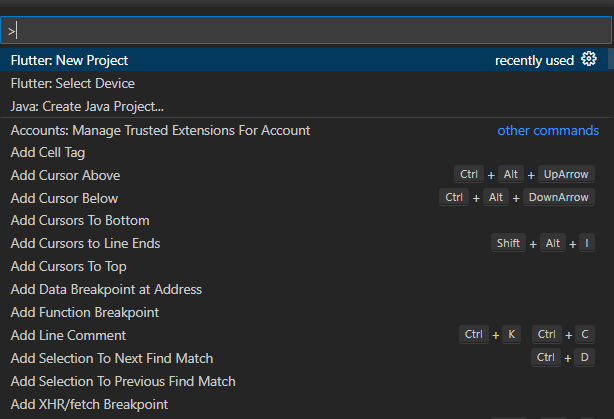 >
Flutter: New Project recently used
Flutter: Select Device
Java: Create Java Project...
Accounts: Manage Trusted Extensions For Account other commands
Add Cell Tag
Add Cursor Above Ctrl + Alt + UpArrow
Add Cursor Below Ctrl + Alt + DownArrow
Add Cursors To Bottom
Add Cursors to Line Ends Shift + Alt + I
Add Cursors To Top
Add Data Breakpoint at Address
Add Function Breakpoint
Add Line Comment Ctrl + K Ctrl + C
Add Selection To Next Find Match Ctrl + D
Add Selection To Previous Find Match
Add XHR/fetch Breakpoint